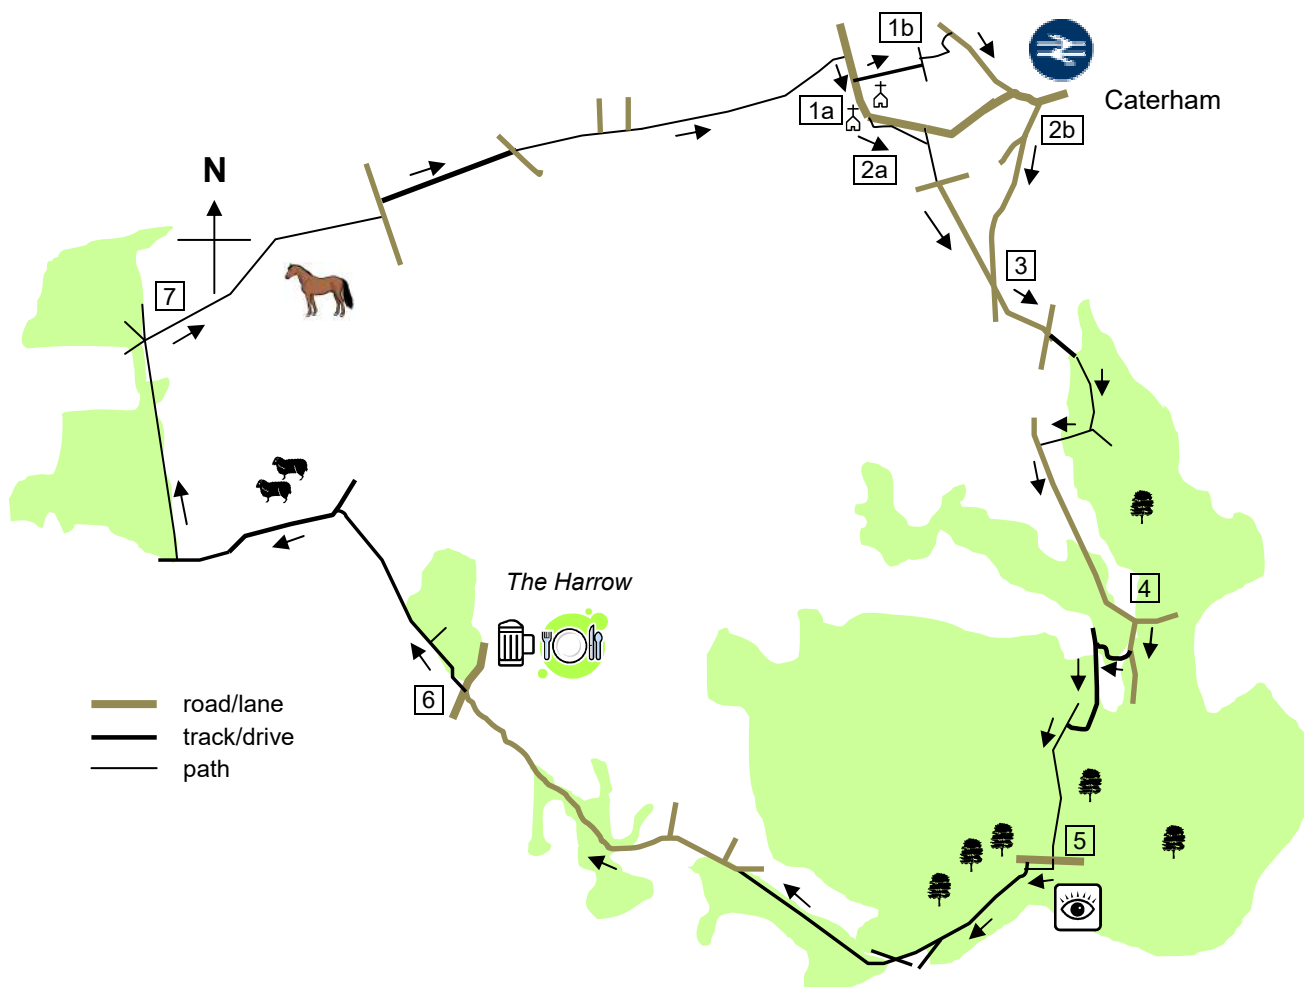 1b
Caterham
1a
2b
2a
N
3
7
The Harrow
4
6
road/lane
track/drive
path
5